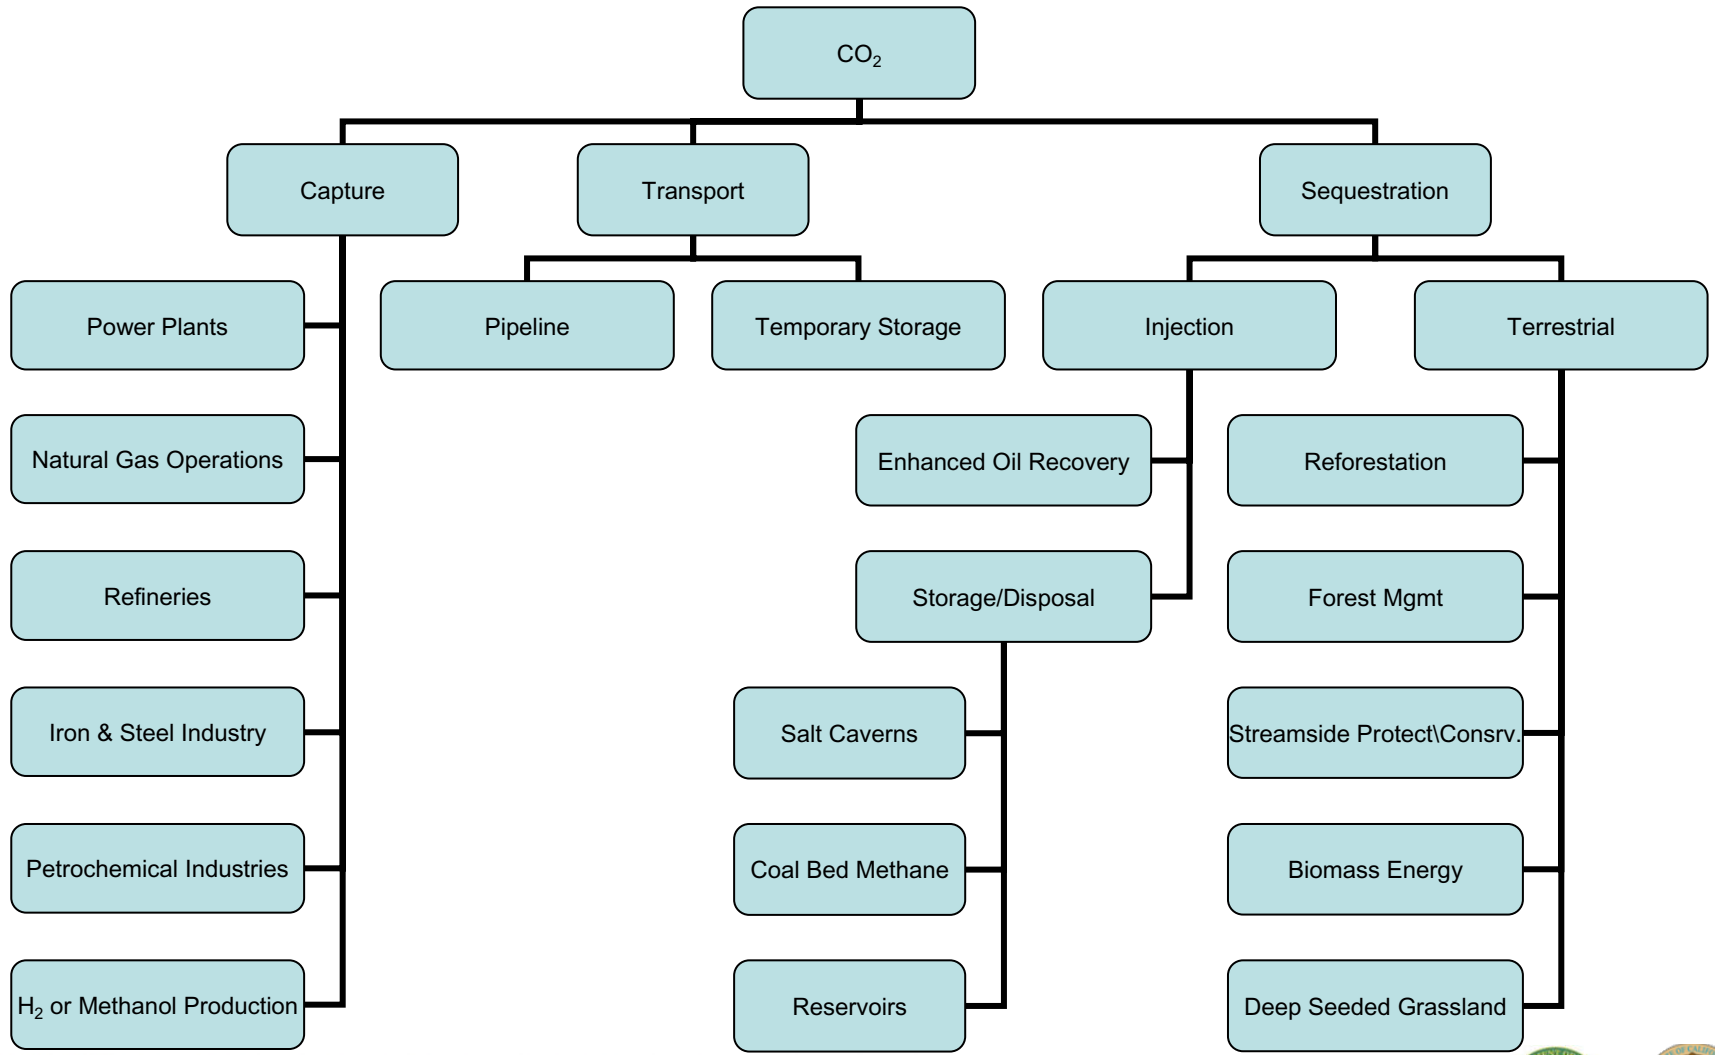 CO₂
Capture
Transport
Sequestration
Power Plants
Pipeline
Temporary Storage
Injection
Terrestrial
Natural Gas Operations
Enhanced Oil Recovery
Reforestation
Refineries
Storage/Disposal
Forest Mgmt
Iron & Steel Industry
Salt Caverns
Streamside Protect\Consrv.
Petrochemical Industries
Coal Bed Methane
Biomass Energy
H₂ or Methanol Production
Reservoirs
Deep Seeded Grassland